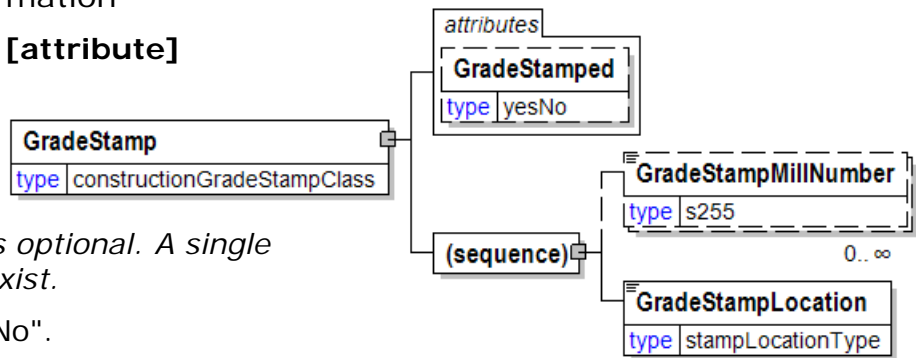 rmation
[attribute]
s optional. A single
xist.
No".
attributes
GradeStamped
type yesNo
GradeStamp
type constructionGradeStampClass
(sequence)
GradeStampMillNumber
type s255
0.. ∞
GradeStampLocation
type stampLocationType